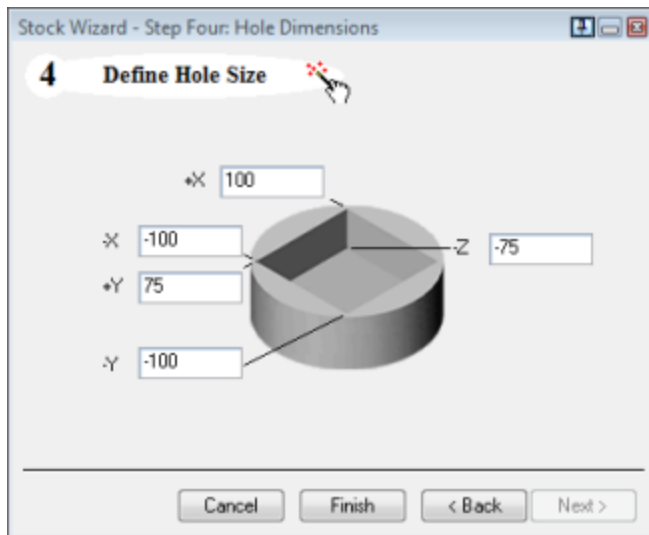 Stock Wizard - Step Four: Hole Dimensions
4 Define Hole Size
+X 100
-X -100
-Z -75
+Y 75
-Y -100
Cancel Finish < Back Next >